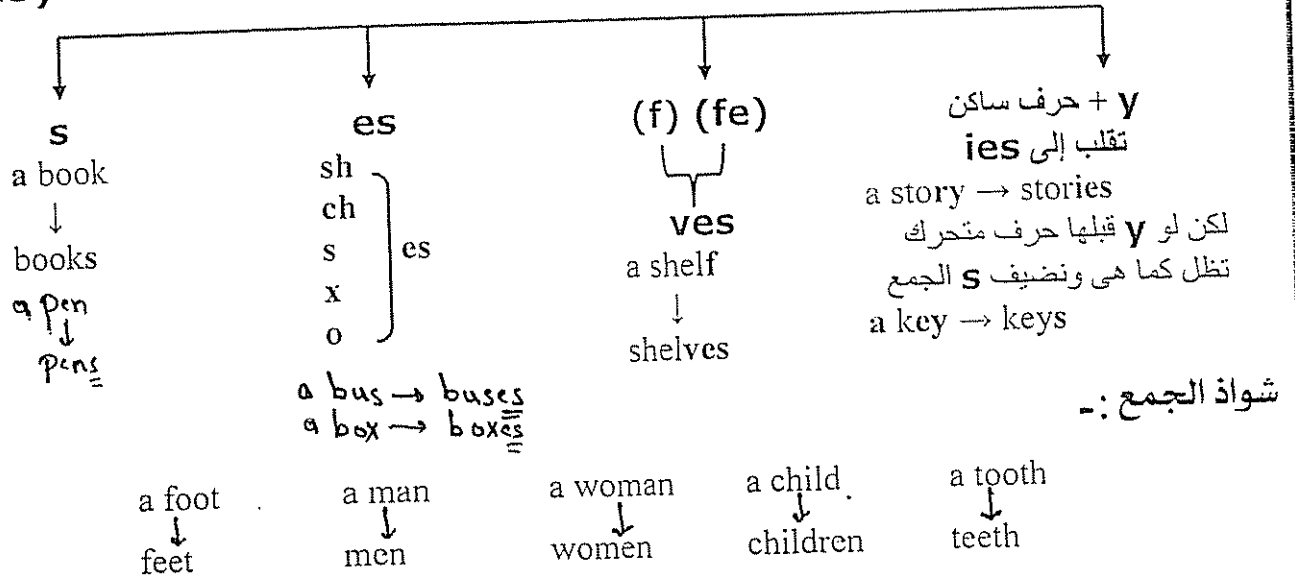 s
a book
↓
books
a pen
↓
pens
es
sh
ch
s
x
o
es
a bus → buses
a box → boxes
(f) (fe)
ves
a shelf
↓
shelves
y + حرف ساكن
تقلب إلى ies
a story → stories
لكن لو y قبلها حرف متحرك
تظل كما هى ونضيف s الجمع
a key → keys
شواذ الجمع :-
a foot a man a woman a child a tooth
↓ ↓ ↓ ↓ ↓
feet men women children teeth